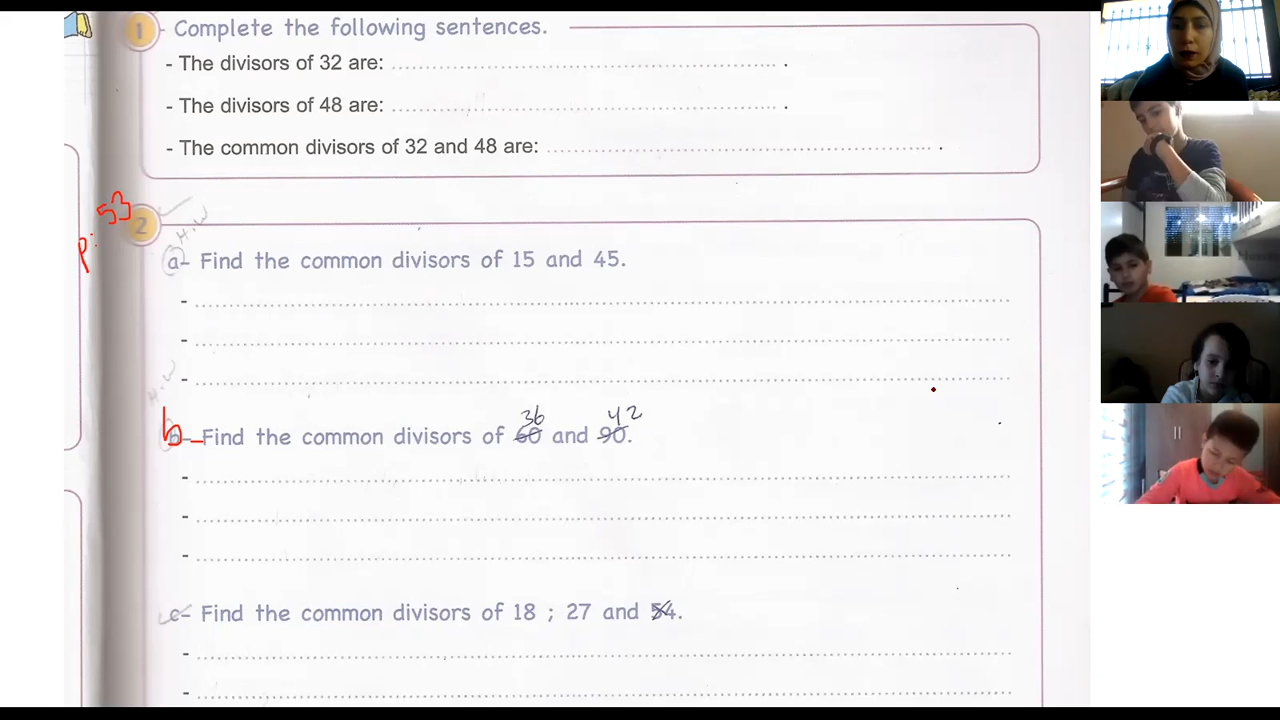 1 - Complete the following sentences.
- The divisors of 32 are: .
- The divisors of 48 are: .
- The common divisors of 32 and 48 are: .
p: 53
2
H.W
a- Find the common divisors of 15 and 45.
-
-
-
H.W
36 42
b- Find the common divisors of 60 and 90.
-
-
-
c- Find the common divisors of 18 ; 27 and 54.
-
-